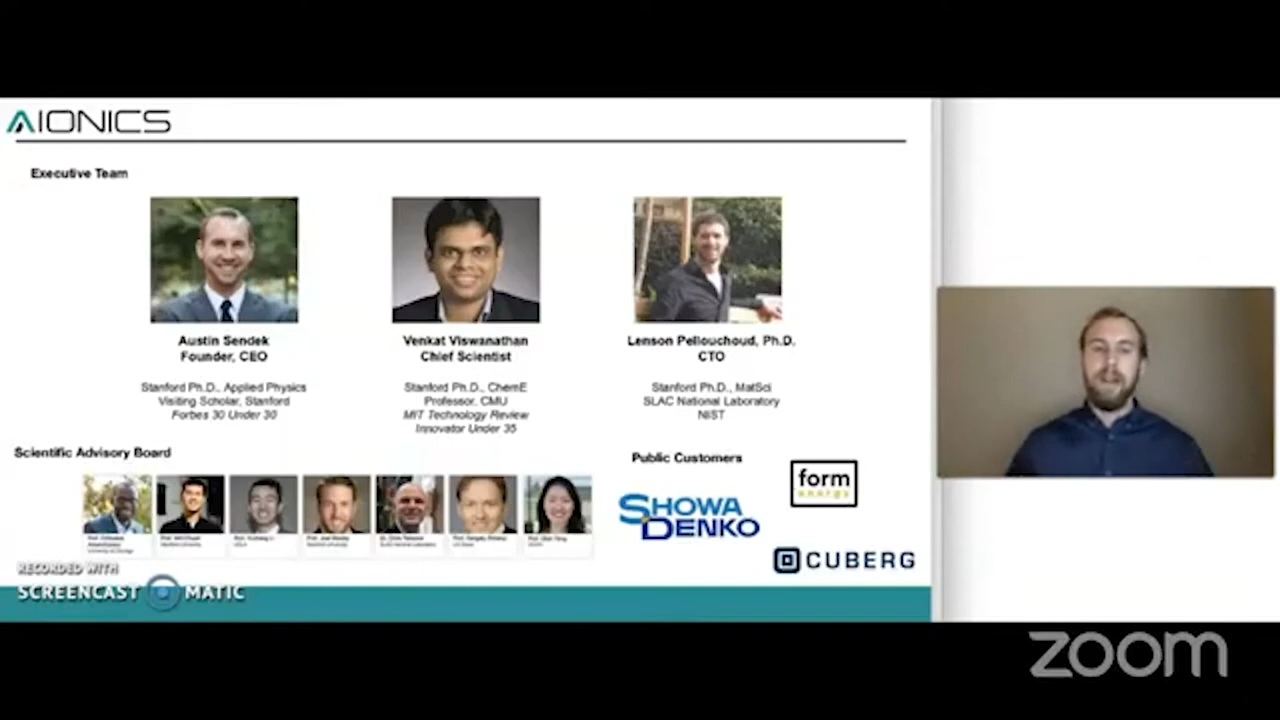 AIONICS
Executive Team
Austin Sendek
Founder, CEO
Stanford Ph.D., Applied Physics
Visiting Scholar, Stanford
Forbes 30 Under 30
Venkat Viswanathan
Chief Scientist
Stanford Ph.D., ChemE
Professor, CMU
MIT Technology Review
Innovator Under 35
Lenson Pellouchoud, Ph.D.
CTO
Stanford Ph.D., MatSci
SLAC National Laboratory
NIST
Scientific Advisory Board
Public Customers
form
energy
SHOWA
DENKO
CUBERG
RECORDED WITH
SCREENCAST MATIC
zoom